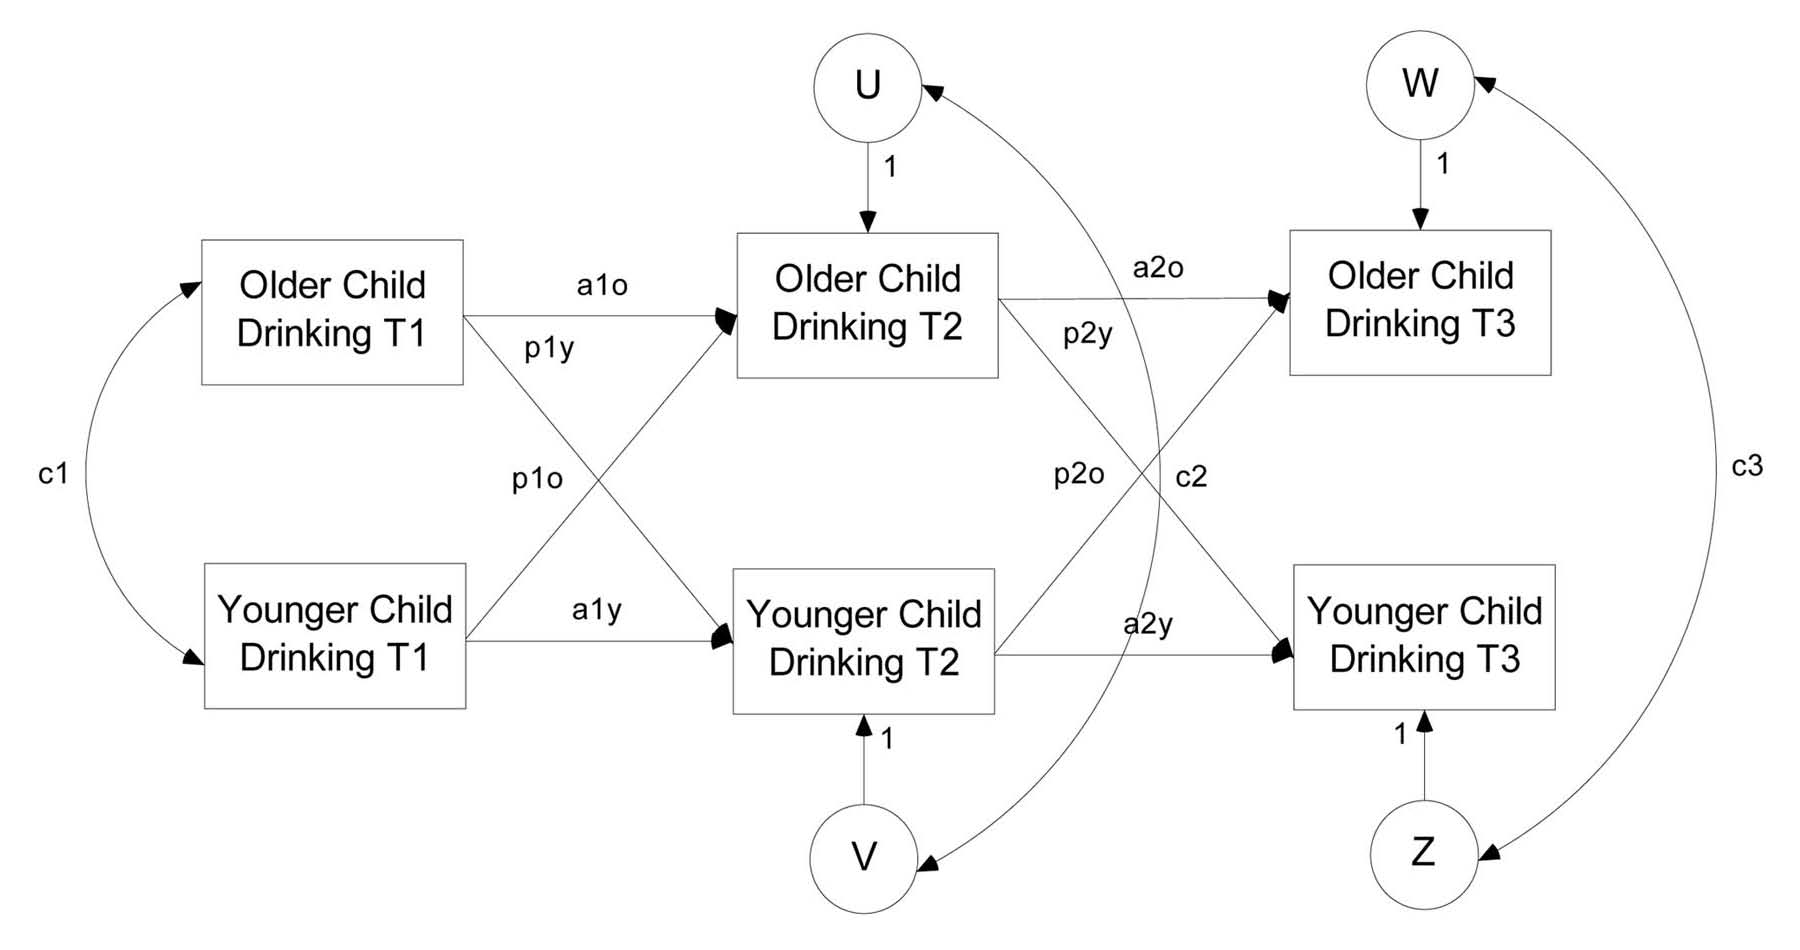 U
W
1
1
Older Child
Drinking T1
a1o
Older Child
Drinking T2
a2o
Older Child
Drinking T3
p1y
p2y
c1
p1o
p2o
c2
c3
Younger Child
Drinking T1
a1y
Younger Child
Drinking T2
a2y
Younger Child
Drinking T3
1
1
V
Z